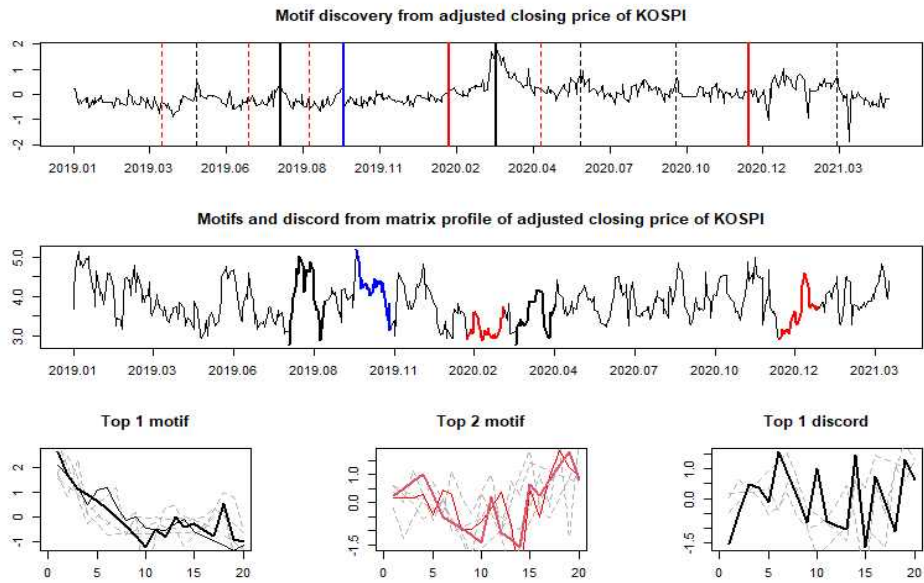 Motif discovery from adjusted closing price of KOSPI
2
1
0
-1
-2
2019.01 2019.03 2019.06 2019.08 2019.11 2020.02 2020.04 2020.07 2020.10 2020.12 2021.03
Motifs and discord from matrix profile of adjusted closing price of KOSPI
5.0
4.0
3.0
2019.01 2019.03 2019.06 2019.08 2019.11 2020.02 2020.04 2020.07 2020.10 2020.12 2021.03
Top 1 motif
2
1
-1
0 5 10 15 20
Top 2 motif
1.0
0.0
-1.5
0 5 10 15 20
Top 1 discord
1.0
0.0
-1.5
0 5 10 15 20